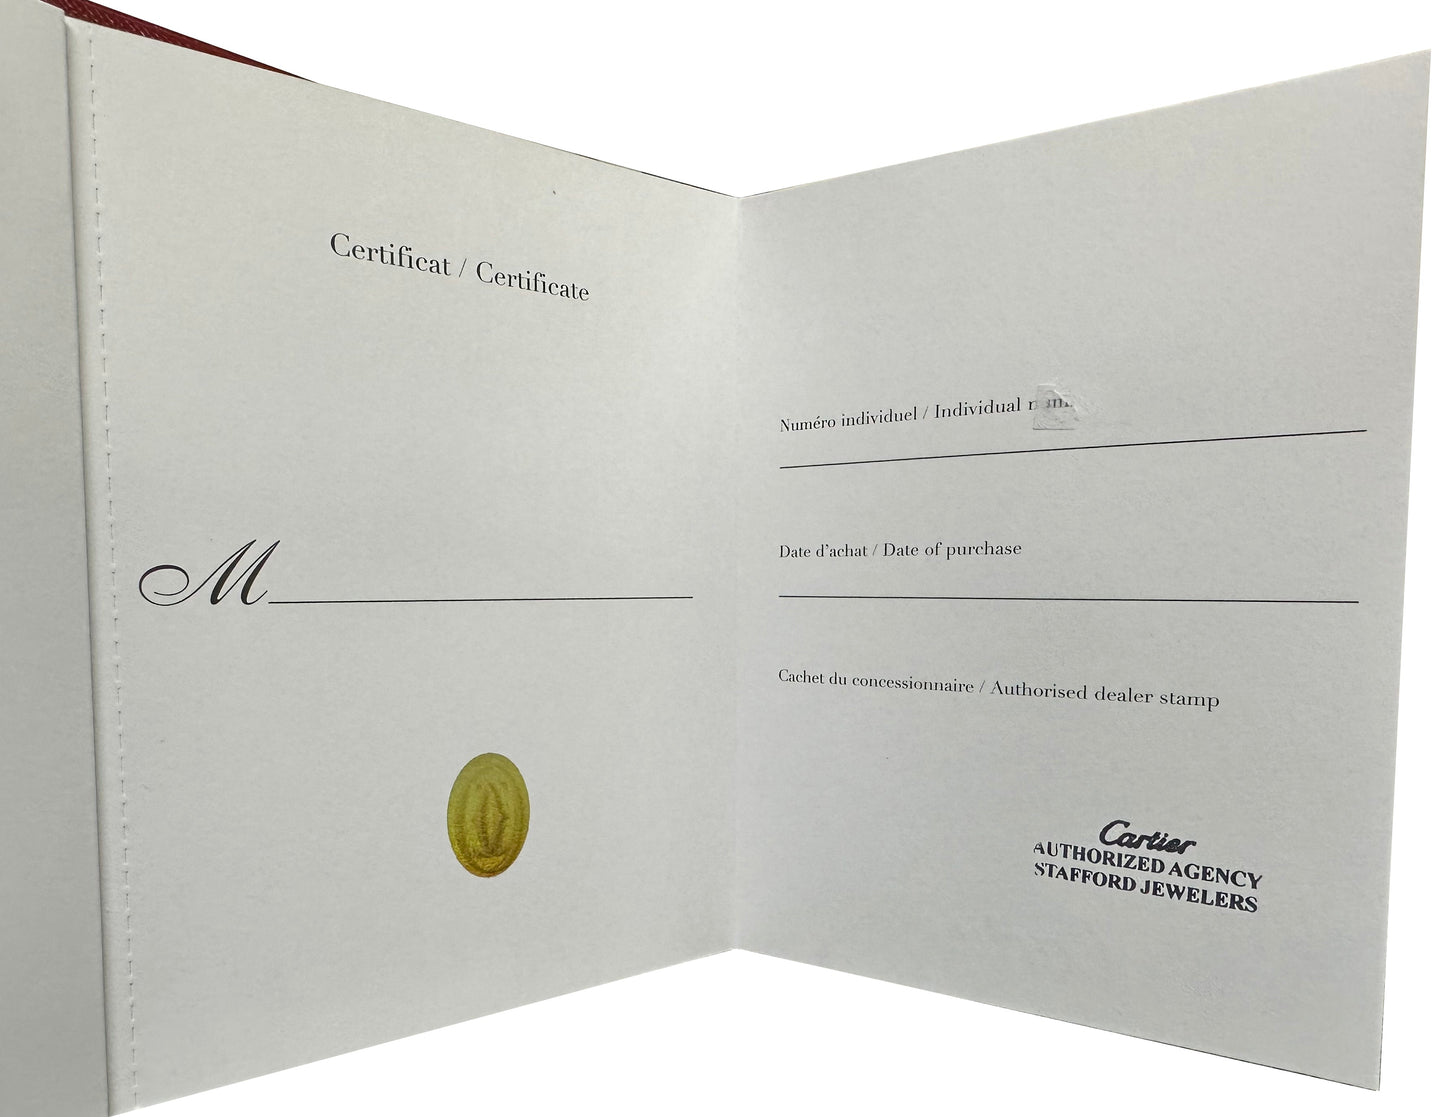 Certificat / Certificate
M
Numéro individuel / Individual
Date d'achat / Date of purchase
Cachet du concessionnaire / Authorised dealer stamp
Cartier
AUTHORIZED AGENCY
STAFFORD JEWELERS